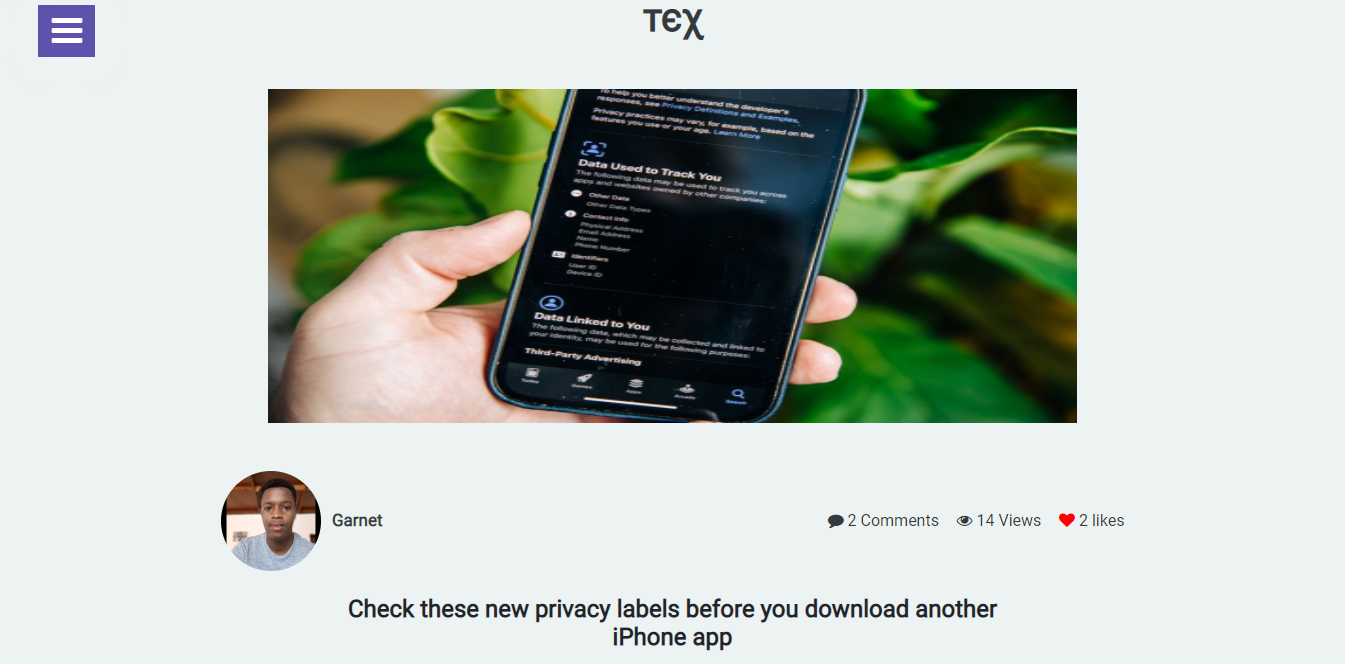 τεχ
To help you better understand the developer's
responses, see Privacy Definitions and Examples.
Privacy practices may vary, for example, based on the
features you use or your age. Learn More
Data Used to Track You
The following data may be used to track you across
apps and websites owned by other companies:
Other Data
Other Data Types
Contact Info
Physical Address
Email Address
Name
Phone Number
Identifiers
User ID
Device ID
Data Linked to You
The following data, which may be collected and linked to
your identity, may be used for the following purposes:
Third-Party Advertising
Today Games Apps Arcade Search
Garnet 2 Comments 14 Views 2 likes
Check these new privacy labels before you download another
iPhone app